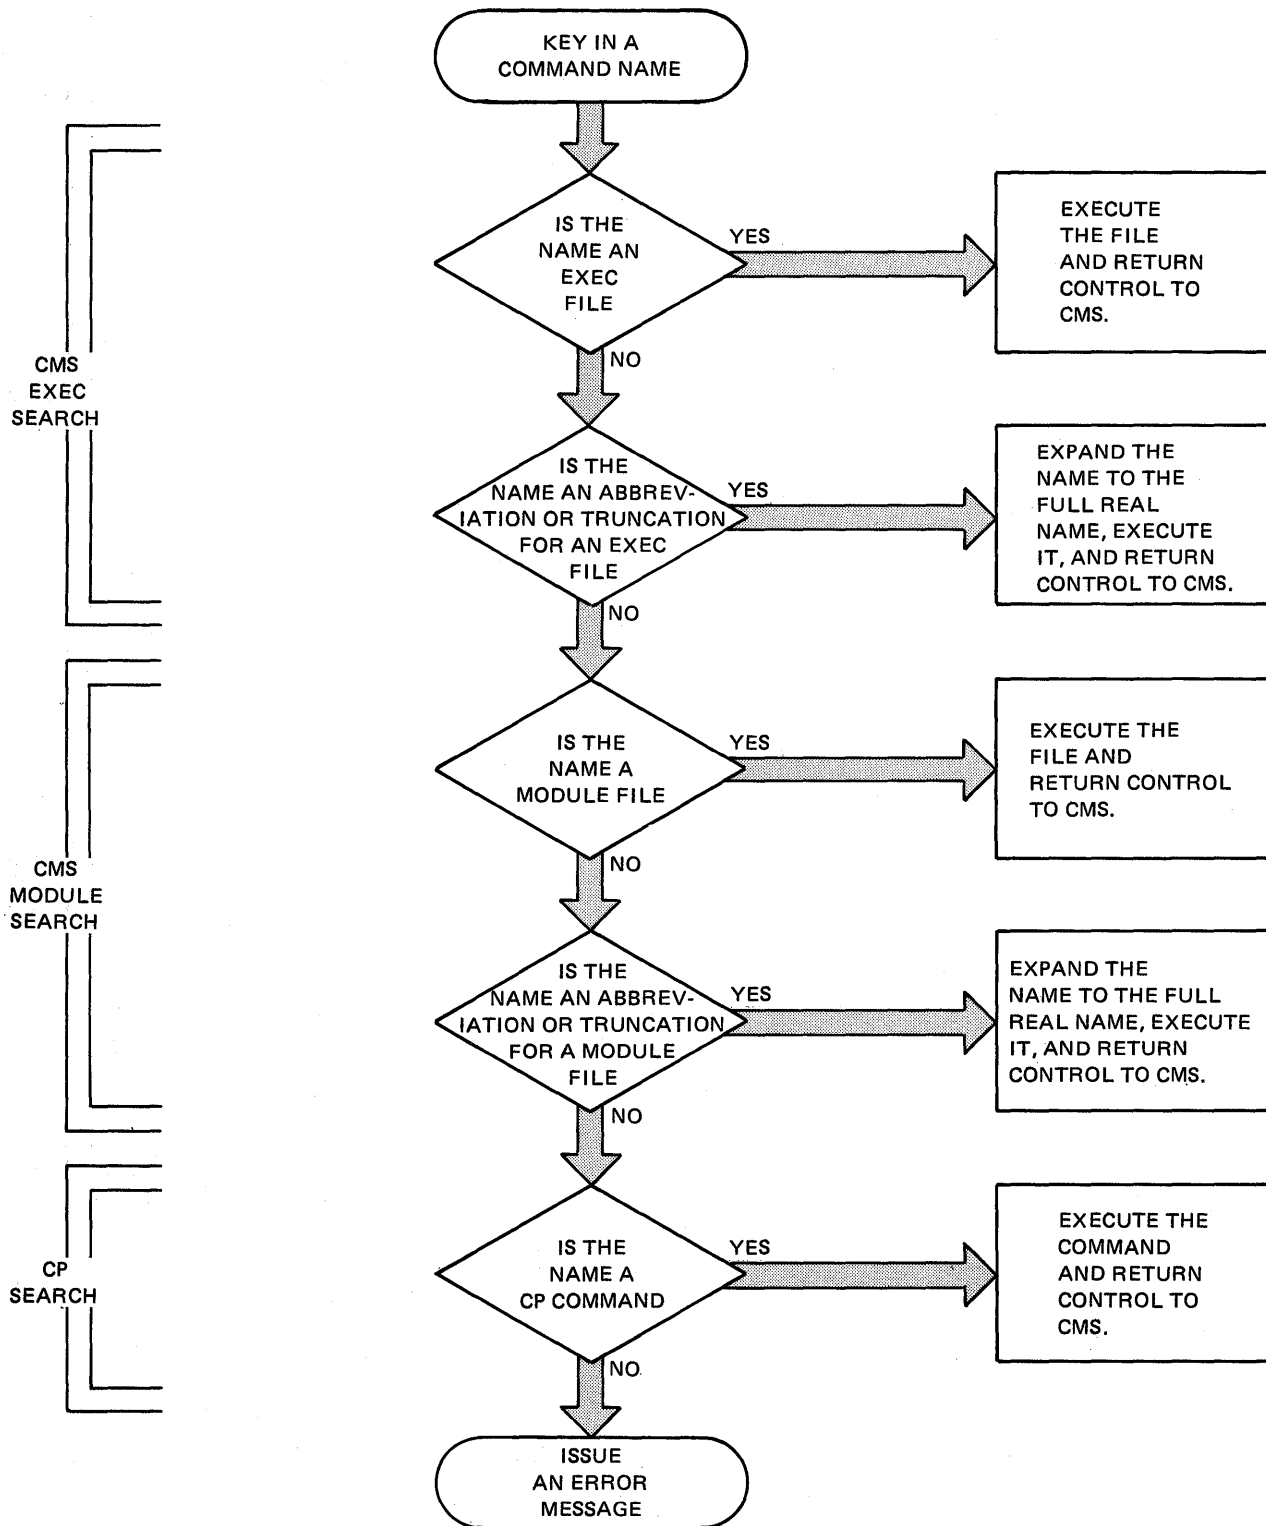 KEY IN A
COMMAND NAME
IS THE
NAME AN
EXEC
FILE
YES
EXECUTE
THE FILE
AND RETURN
CONTROL TO
CMS.
NO
CMS
EXEC
SEARCH
IS THE
NAME AN ABBREV-
IATION OR TRUNCATION
FOR AN EXEC
FILE
YES
EXPAND THE
NAME TO THE
FULL REAL
NAME, EXECUTE
IT, AND RETURN
CONTROL TO CMS.
NO
IS THE
NAME A
MODULE FILE
YES
EXECUTE THE
FILE AND
RETURN CONTROL
TO CMS.
NO
CMS
MODULE
SEARCH
IS THE
NAME AN ABBREV-
IATION OR TRUNCATION
FOR A MODULE
FILE
YES
EXPAND THE
NAME TO THE FULL
REAL NAME, EXECUTE
IT, AND RETURN
CONTROL TO CMS.
NO
CP
SEARCH
IS THE
NAME A
CP COMMAND
YES
EXECUTE THE
COMMAND
AND RETURN
CONTROL TO
CMS.
NO
ISSUE
AN ERROR
MESSAGE